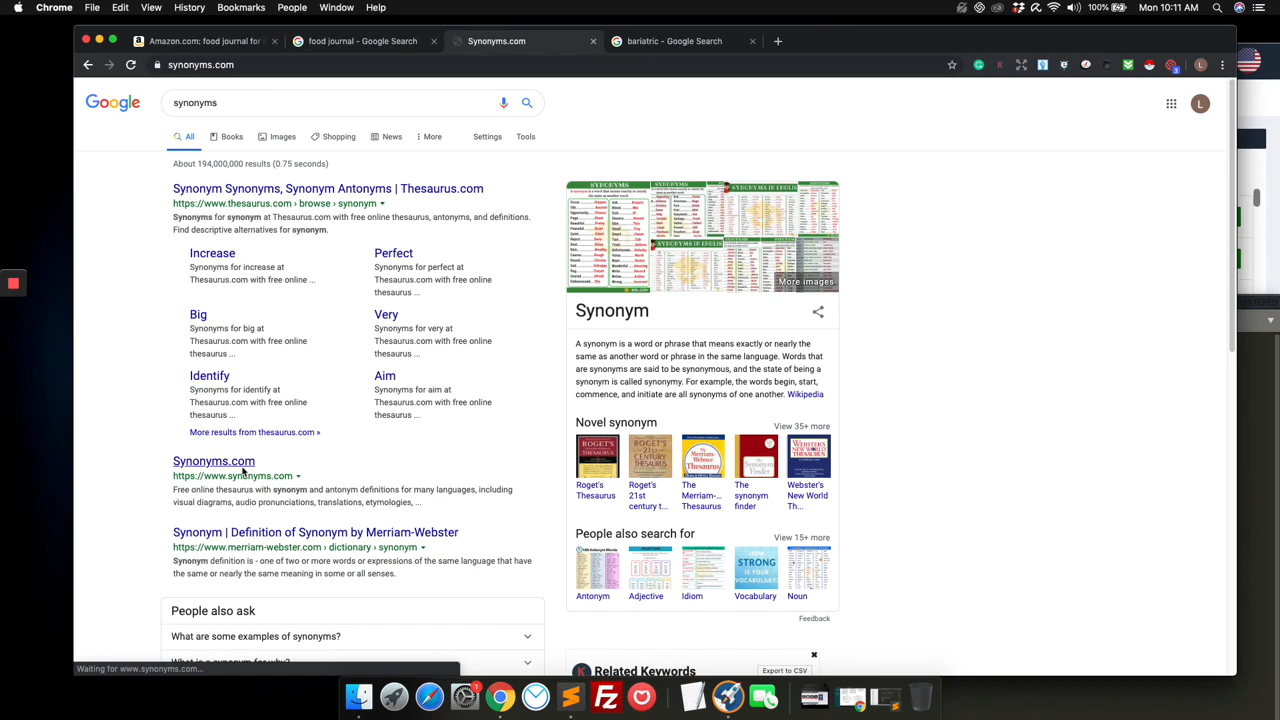 Chrome File Edit View History Bookmarks People Window Help 100% Mon 10:11 AM
Amazon.com: food journal for
food journal - Google Search
Synonyms.com
bariatric - Google Search
synonyms.com
L
3
Google
synonyms
L
All Books Images Shopping News More Settings Tools
About 194,000,000 results (0.75 seconds)
Synonym Synonyms, Synonym Antonyms | Thesaurus.com
https://www.thesaurus.com › browse › synonym
Synonyms for synonym at Thesaurus.com with free online thesaurus, antonyms, and definitions.
Find descriptive alternatives for synonym.
Increase
Synonyms for increase at
Thesaurus.com with free online ...
Perfect
Synonyms for perfect at
Thesaurus.com with free online
thesaurus ...
Big
Synonyms for big at
Thesaurus.com with free online
thesaurus ...
Very
Synonyms for very at
Thesaurus.com with free online
thesaurus ...
Identify
Synonyms for identify at
Thesaurus.com with free online
thesaurus ...
Aim
Synonyms for aim at
Thesaurus.com with free online
thesaurus ...
More results from thesaurus.com »
Synonyms.com
https://www.synonyms.com
Free online thesaurus with synonym and antonym definitions for many languages, including
visual diagrams, audio pronunciations, translations, etymologies, ...
Synonym | Definition of Synonym by Merriam-Webster
https://www.merriam-webster.com › dictionary › synonym
Synonym definition is - one of two or more words or expressions of the same language that have
the same or nearly the same meaning in some or all senses.
People also ask
What are some examples of synonyms?
What is a synonym for why?
Waiting for www.synonyms.com...
SYNONYMS
More images
Synonym
A synonym is a word or phrase that means exactly or nearly the
same as another word or phrase in the same language. Words that
are synonyms are said to be synonymous, and the state of being a
synonym is called synonymy. For example, the words begin, start,
commence, and initiate are all synonyms of one another. Wikipedia
Novel synonym
View 35+ more
Roget's
Thesaurus
Roget's
21st
century t...
The
Merriam-...
Thesaurus
The
synonym
finder
Webster's
New World
Th...
People also search for
View 15+ more
Antonym
Adjective
Idiom
Vocabulary
Noun
Feedback
Related Keywords
Export to CSV